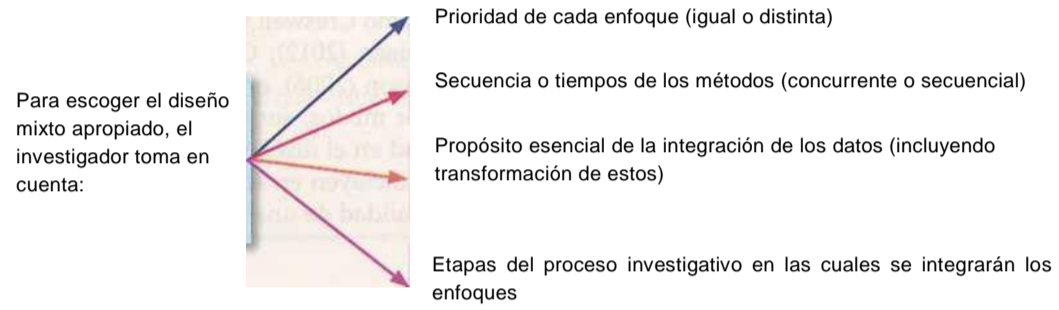 Para escoger el diseño
mixto apropiado, el
investigador toma en
cuenta:
Prioridad de cada enfoque (igual o distinta)
Secuencia o tiempos de los métodos (concurrente o secuencial)
Propósito esencial de la integración de los datos (incluyendo
transformación de estos)
Etapas del proceso investigativo en las cuales se integrarán los
enfoques